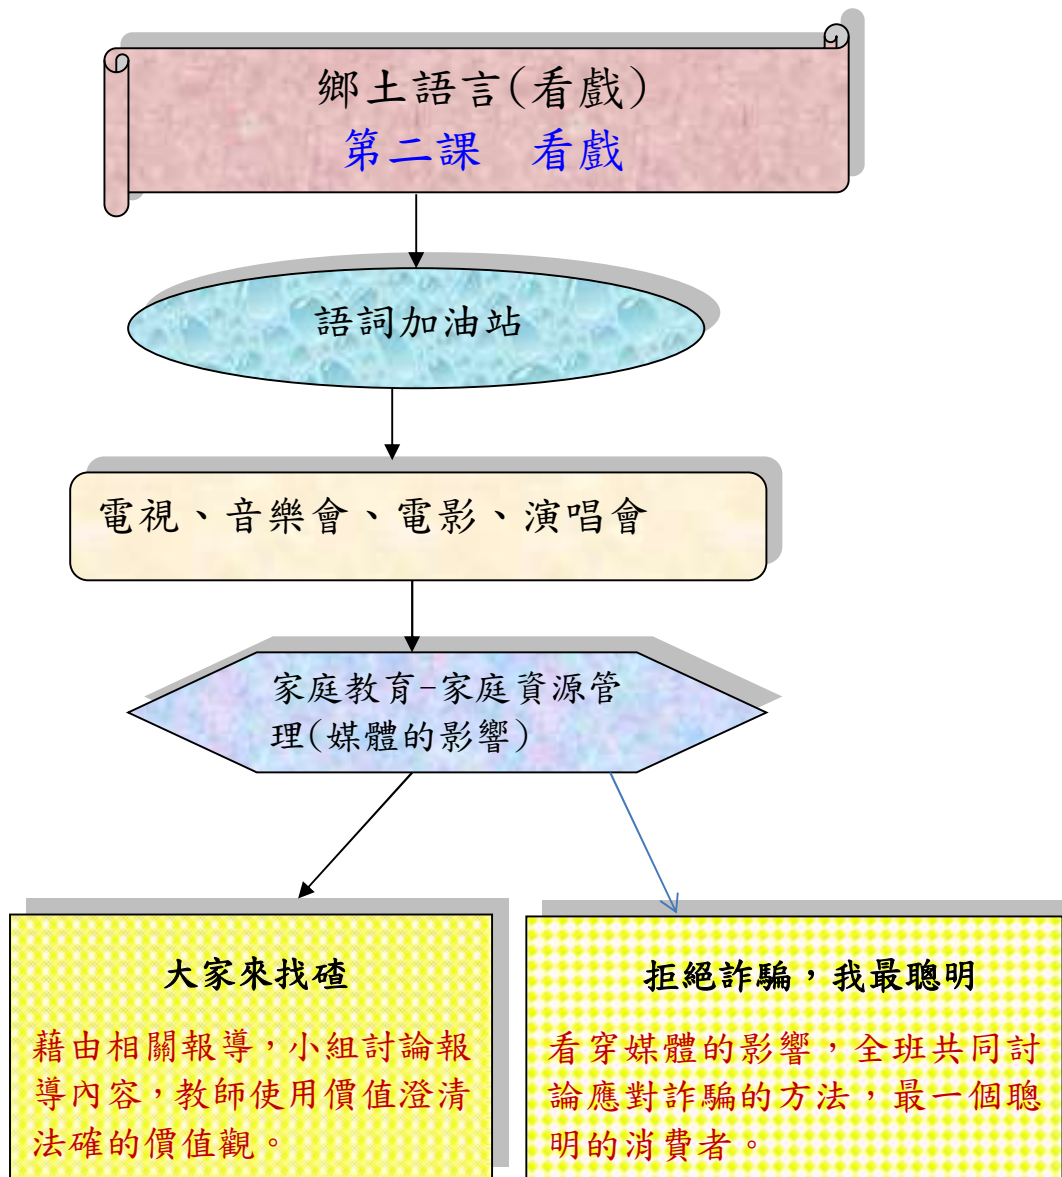 鄉土語言(看戲)
第二課　看戲
語詞加油站
電視、音樂會、電影、演唱會
家庭教育-家庭資源管
理(媒體的影響)
大家來找碴
藉由相關報導，小組討論報
導內容，教師使用價值澄清
法確的價值觀。
拒絕詐騙，我最聰明
看穿媒體的影響，全班共同討
論應對詐騙的方法，最一個聰
明的消費者。